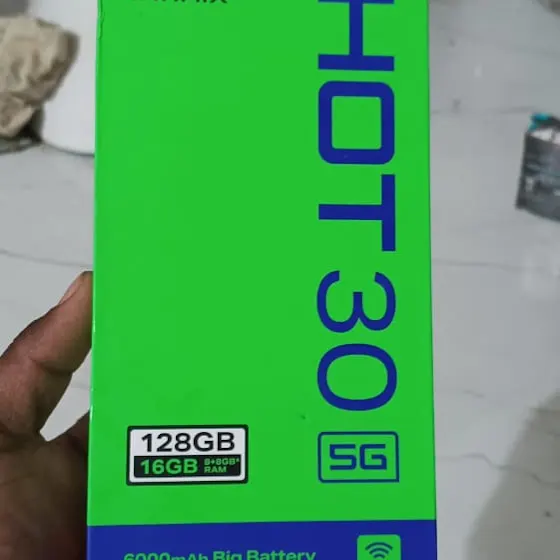 HOT 30
5G
128GB
16GB 8+8GB* RAM
6000mAh Big Battery